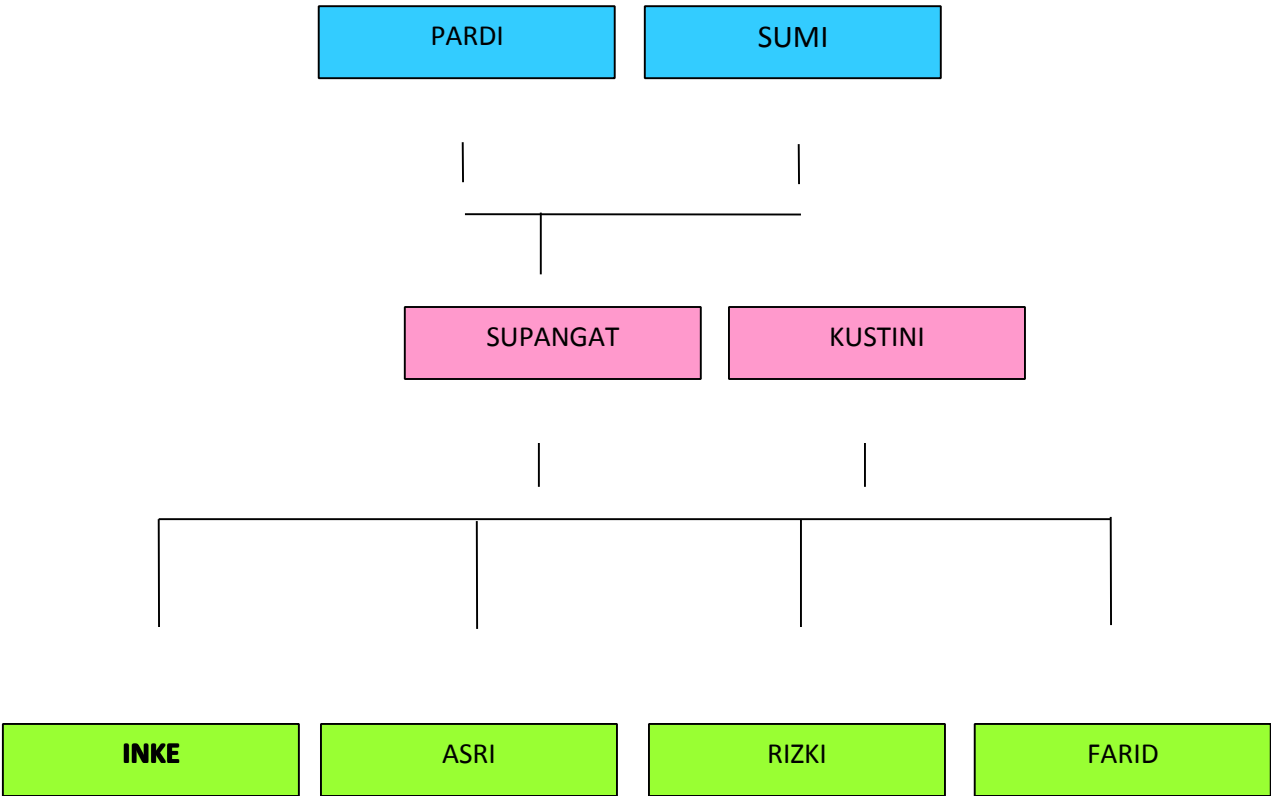 PARDI
SUMI
SUPANGAT
KUSTINI
INKE
ASRI
RIZKI
FARID